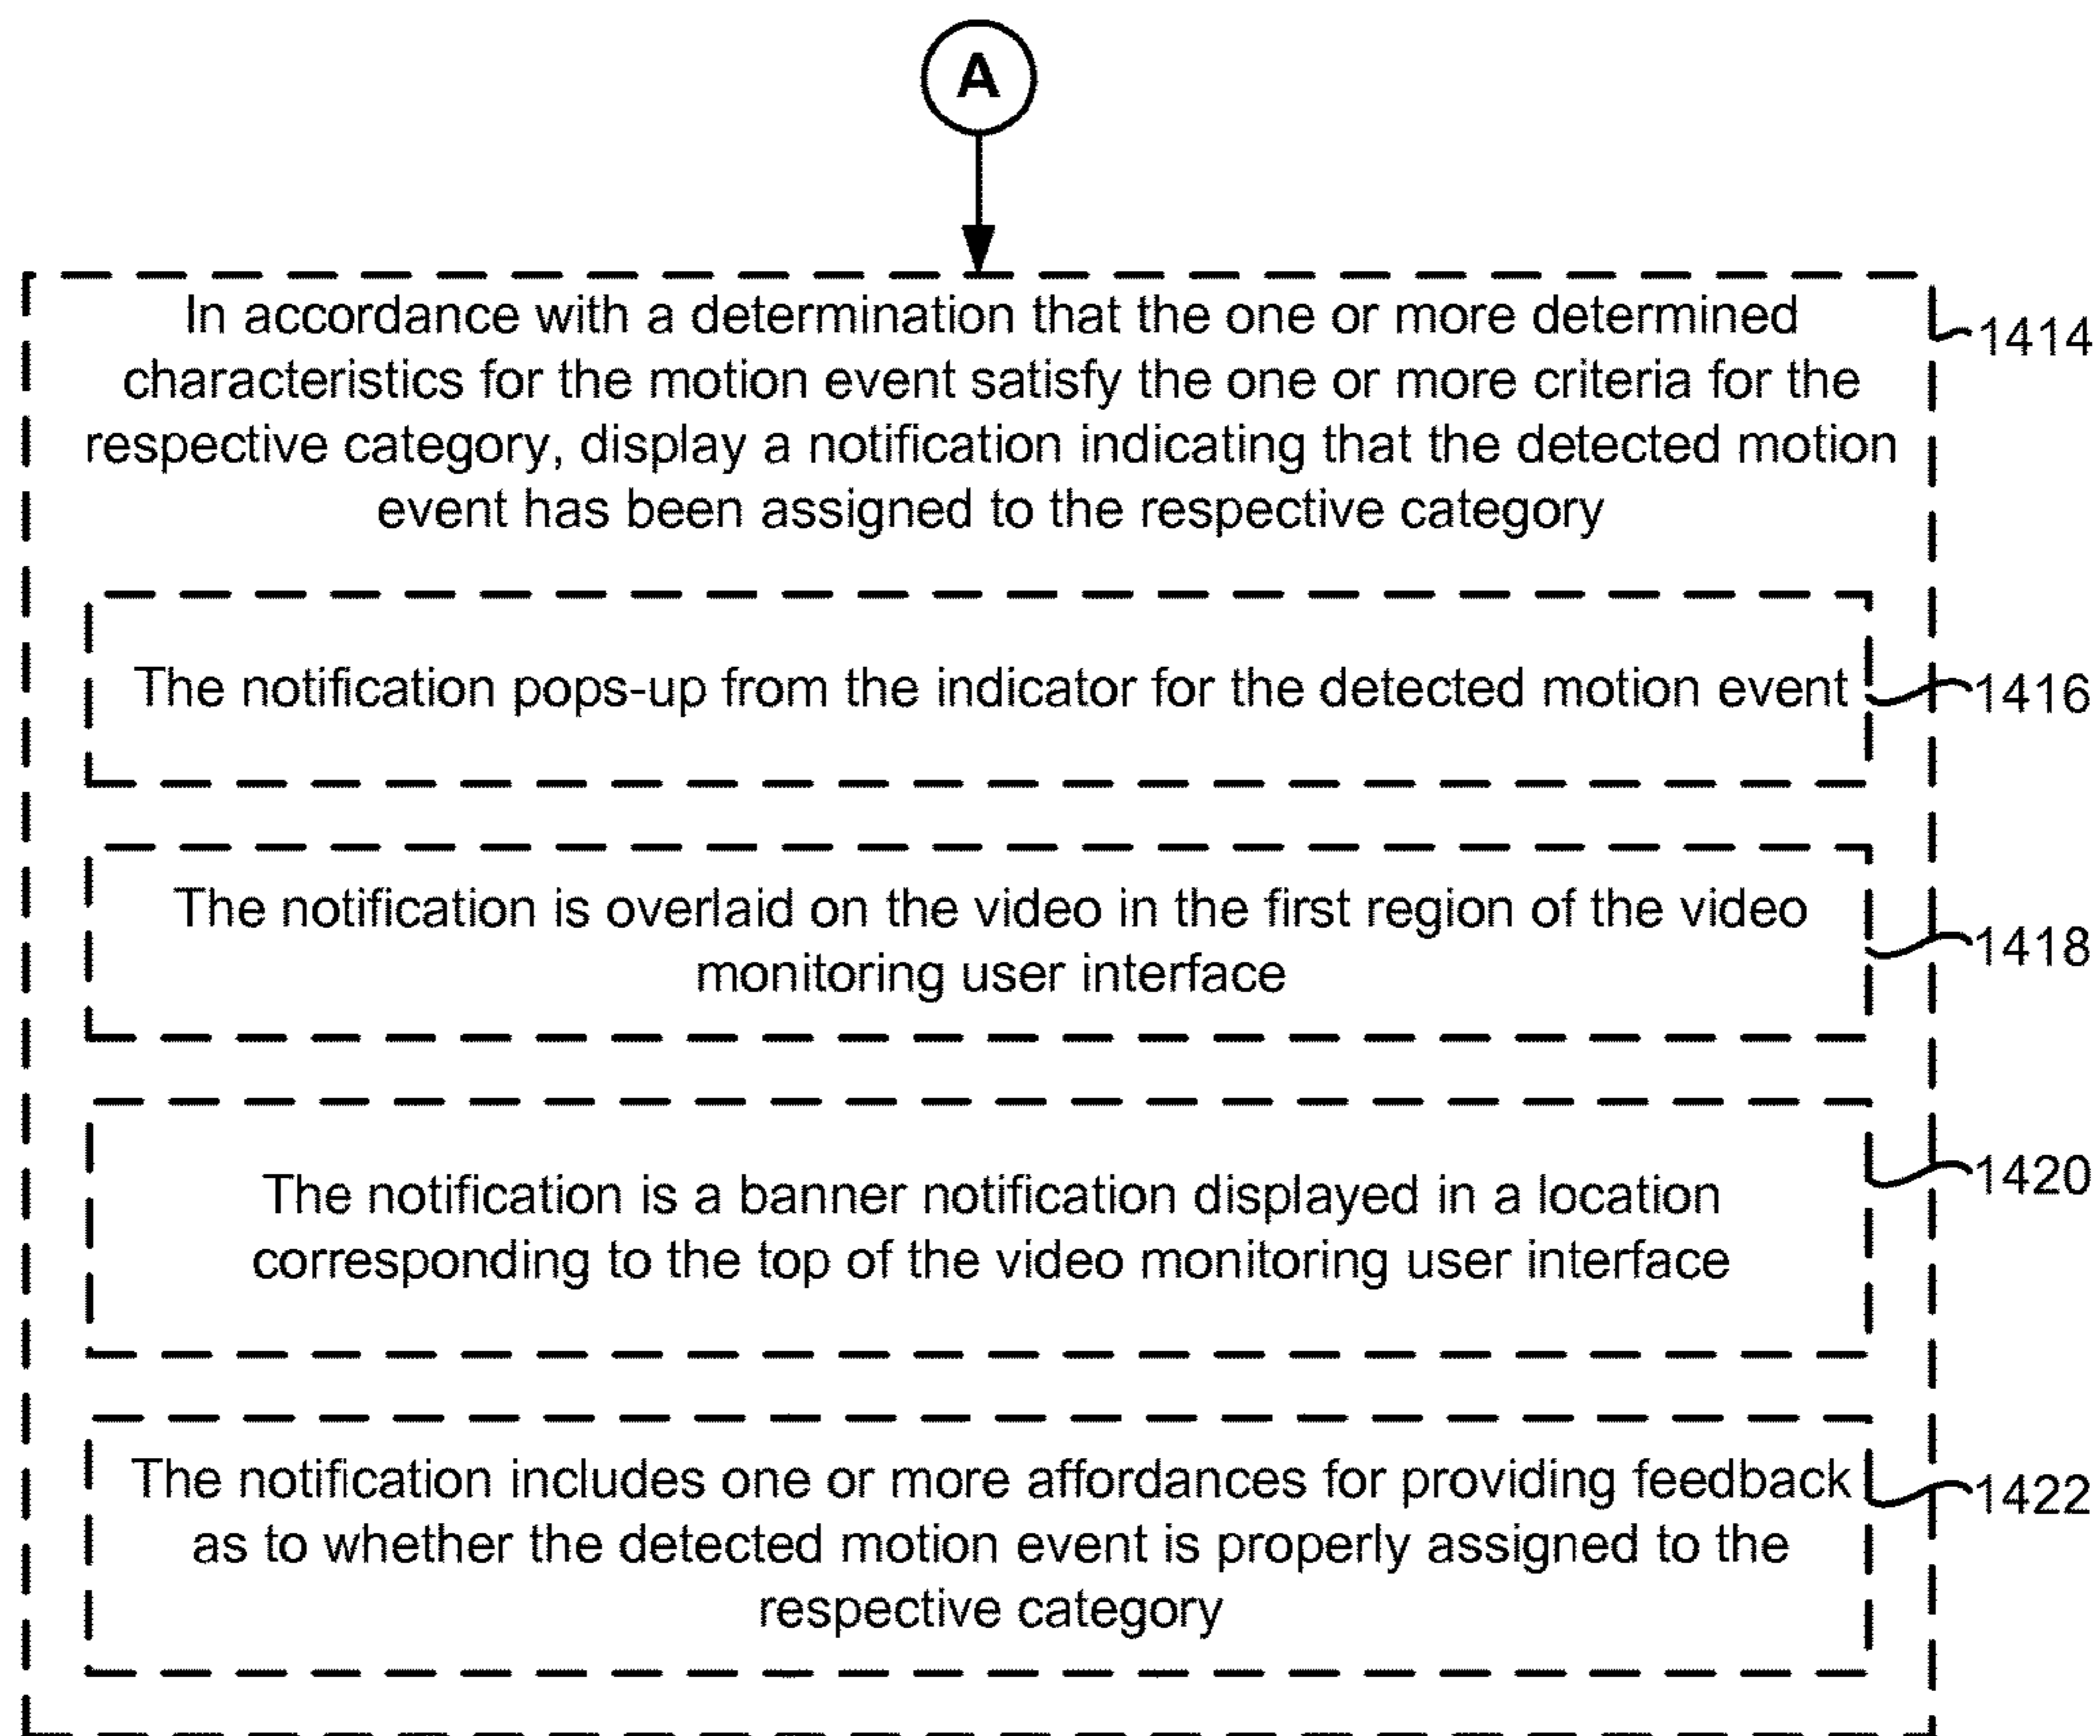 A
In accordance with a determination that the one or more determined
characteristics for the motion event satisfy the one or more criteria for the
respective category, display a notification indicating that the detected motion
event has been assigned to the respective category
1414
The notification pops-up from the indicator for the detected motion event
1416
The notification is overlaid on the video in the first region of the video
monitoring user interface
1418
The notification is a banner notification displayed in a location
corresponding to the top of the video monitoring user interface
1420
The notification includes one or more affordances for providing feedback
as to whether the detected motion event is properly assigned to the
respective category
1422